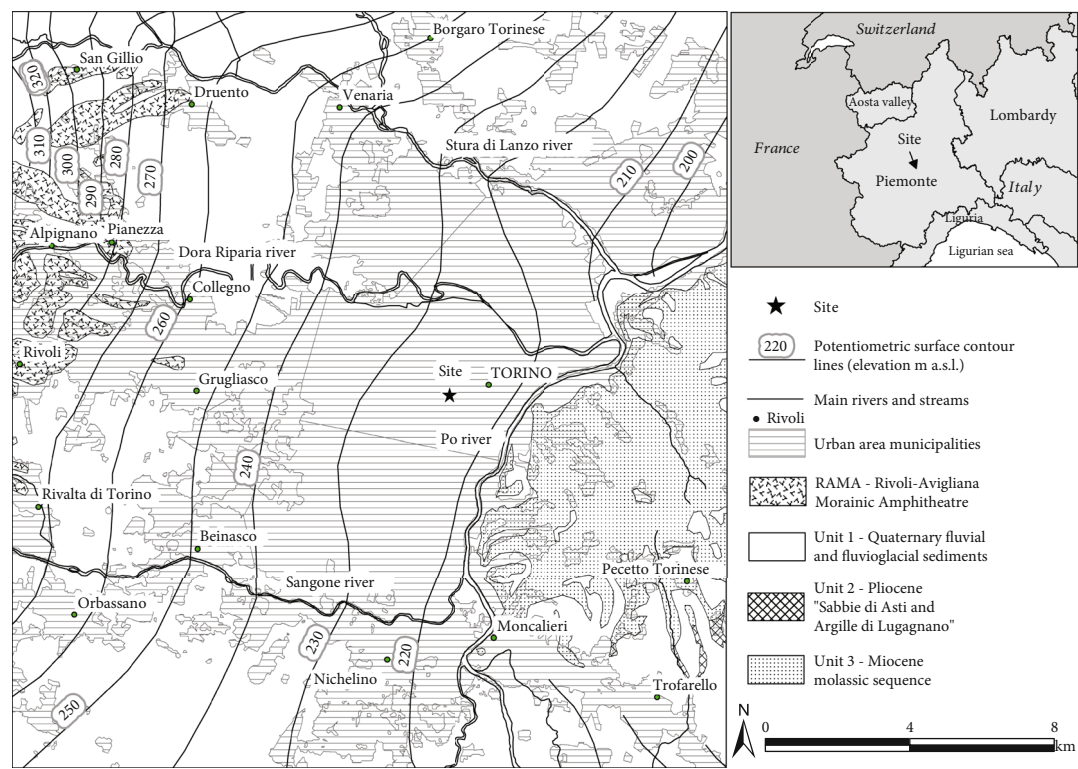 Borgaro Torinese
San Gillio
320
Druento
Venaria
310
300
280
270
290
Stura di Lanzo river
210
200
Alpignano
Pianezza
Dora Riparia river
Collegno
260
Rivoli
Grugliasco
Site
TORINO
Po river
240
Rivalta di Torino
Beinasco
Sangone river
Pecetto Torinese
Orbassano
Moncalieri
230
220
Nichelino
Trofarello
250
Switzerland
Aosta valley
Lombardy
France
Site
Piemonte
Italy
Liguria
Ligurian sea
Site
220
Potentiometric surface contour
lines (elevation m a.s.l.)
Main rivers and streams
Rivoli
Urban area municipalities
RAMA - Rivoli-Avigliana
Morainic Amphitheatre
Unit 1 - Quaternary fluvial
and fluvioglacial sediments
Unit 2 - Pliocene
"Sabbie di Asti and
Argille di Lugagnano"
Unit 3 - Miocene
molassic sequence
N
0 4 8
km